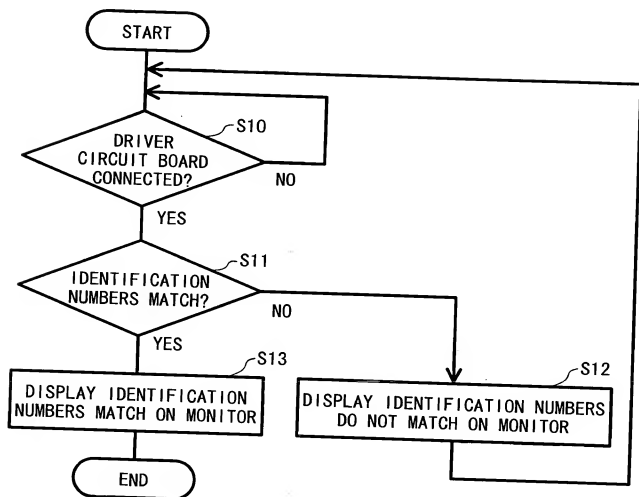 START
S10
DRIVER
CIRCUIT BOARD
CONNECTED?
NO
YES
S11
IDENTIFICATION
NUMBERS MATCH?
NO
YES
S13
DISPLAY IDENTIFICATION
NUMBERS MATCH ON MONITOR
S12
DISPLAY IDENTIFICATION NUMBERS
DO NOT MATCH ON MONITOR
END